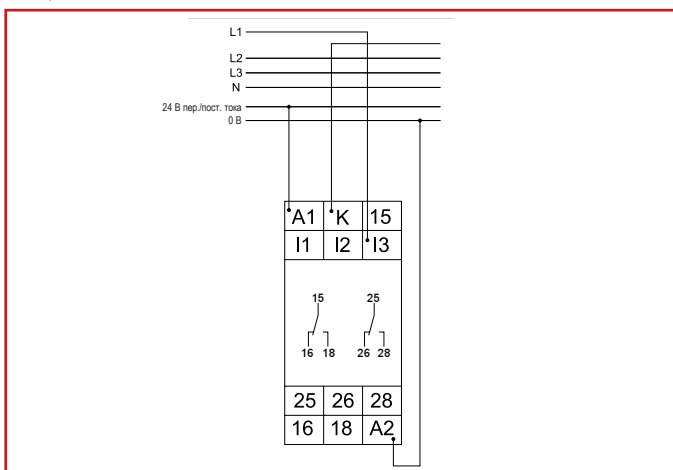 L1
L2
L3
N
24 В пер./пост. тока
0 В
A1 K 15
I1 I2 I3
15 25
16 18 26 28
25 26 28
16 18 A2